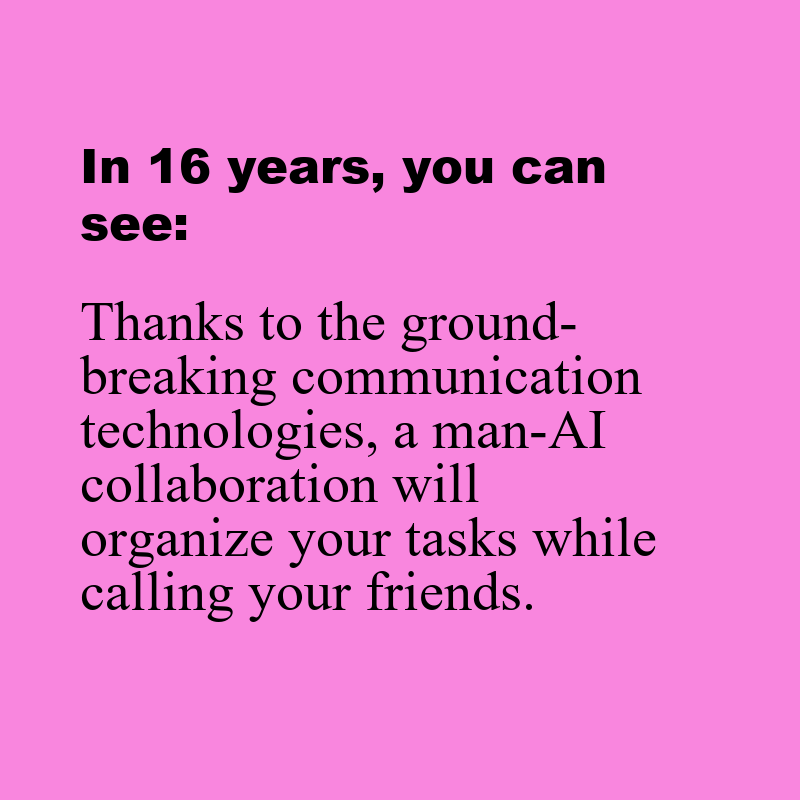 In 16 years, you can
see:
Thanks to the ground-
breaking communication
technologies, a man-AI
collaboration will
organize your tasks while
calling your friends.